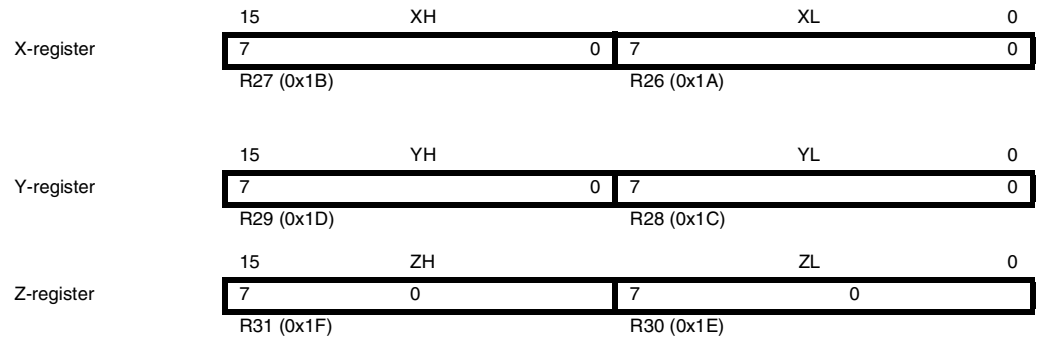 15 XH XL 0
X-register 7 0 7 0
R27 (0x1B) R26 (0x1A)
15 YH YL 0
Y-register 7 0 7 0
R29 (0x1D) R28 (0x1C)
15 ZH ZL 0
Z-register 7 0 7 0
R31 (0x1F) R30 (0x1E)